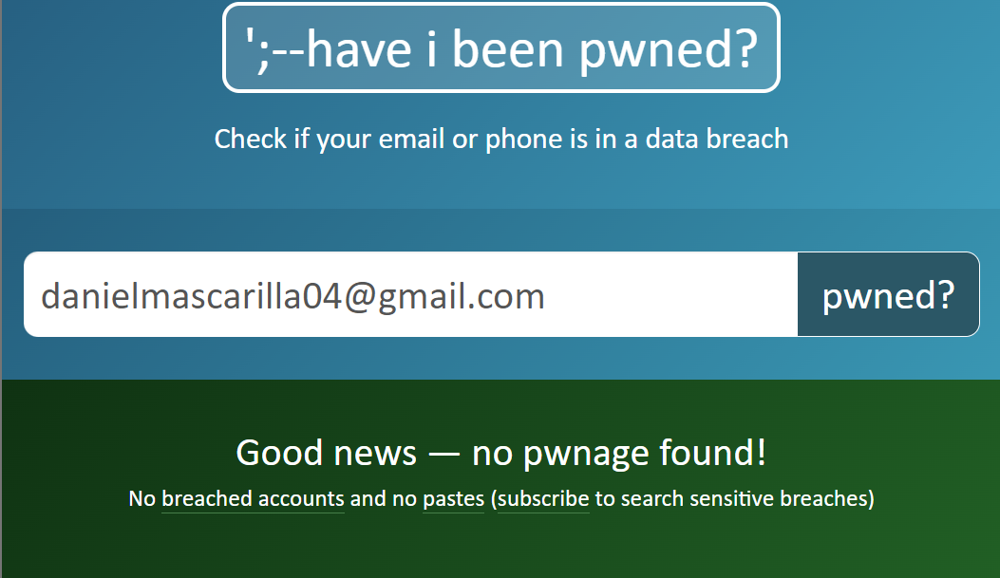 ';--have i been pwned?
Check if your email or phone is in a data breach
danielmascarilla04@gmail.com
pwned?
Good news — no pwnage found!
No breached accounts and no pastes (subscribe to search sensitive breaches)